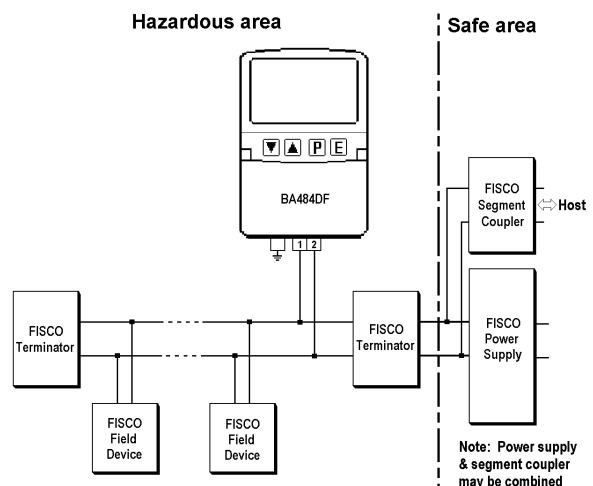 Hazardous area
Safe area
P E
BA484DF
1 2
FISCO
Segment
Coupler
Host
FISCO
Terminator
FISCO
Terminator
FISCO
Power
Supply
FISCO
Field
Device
FISCO
Field
Device
Note: Power supply
& segment coupler
may be combined